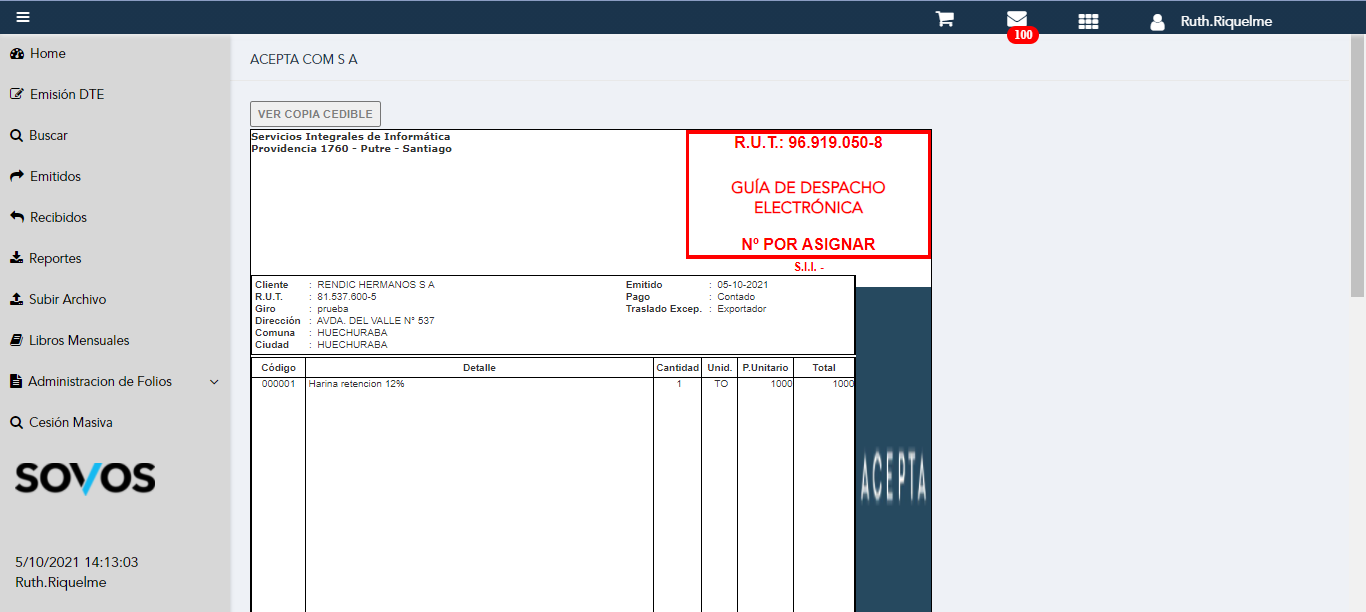 Ruth.Riquelme
100
Home
Emisión DTE
Buscar
Emitidos
Recibidos
Reportes
Subir Archivo
Libros Mensuales
Administracion de Folios
Cesión Masiva
SOVOS
5/10/2021 14:13:03
Ruth.Riquelme
ACEPTA COM S A
VER COPIA CEDIBLE
Servicios Integrales de Informática
Providencia 1760 - Putre - Santiago
R.U.T.: 96.919.050-8
GUÍA DE DESPACHO
ELECTRÓNICA
Nº POR ASIGNAR
S.I.I. -
Cliente : RENDIC HERMANOS S A Emitido : 05-10-2021
R.U.T. : 81.537.600-5 Pago : Contado
Giro : prueba Traslado Excep. : Exportador
Dirección : AVDA. DEL VALLE N° 537
Comuna : HUECHURABA
Ciudad : HUECHURABA
Código Detalle Cantidad Unid. P.Unitario Total
000001 Harina retencion 12% 1 TO 1000 1000
ACEPTA